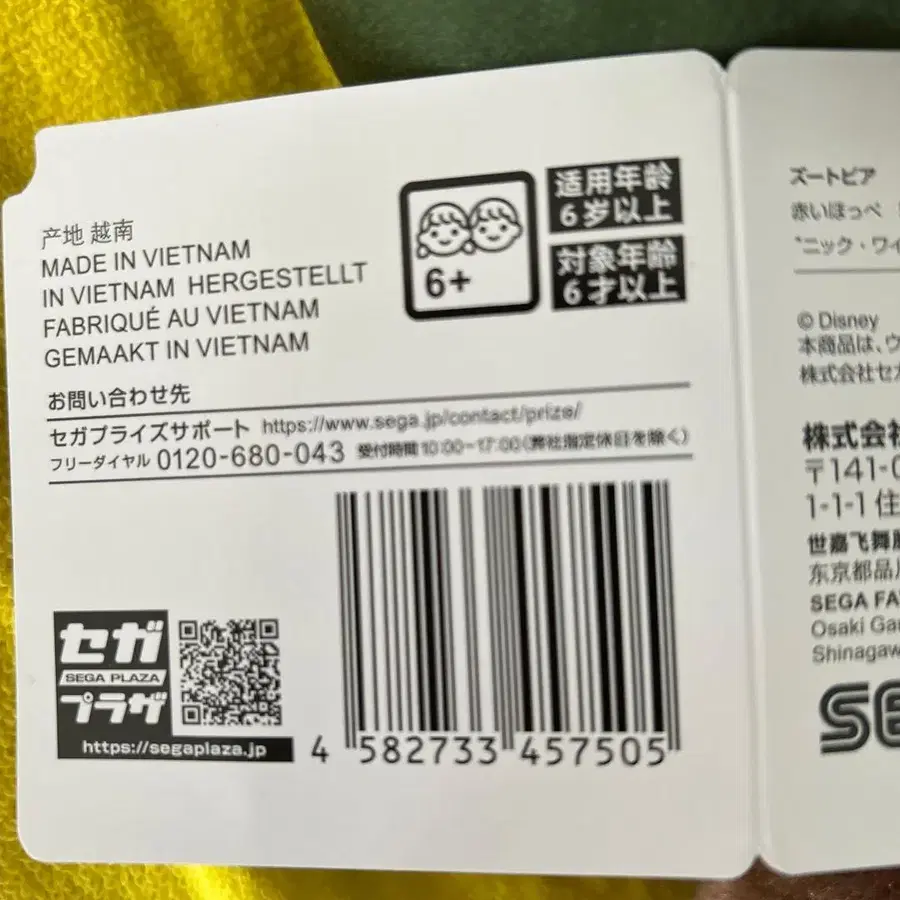 产地 越南
MADE IN VIETNAM
IN VIETNAM HERGESTELLT
FABRIQUÉ AU VIETNAM
GEMAAKT IN VIETNAM
6+
适用年龄
6岁以上
対象年齢
6才以上
お問い合わせ先
セガプライズサポート https://www.sega.jp/contact/prize/
フリーダイヤル 0120-680-043 受付時間10:00~17:00(弊社指定休日を除く)
セガ
SEGA PLAZA
プラザ
https://segaplaza.jp
4 582733 457505
ズートピア
赤いほっぺ
"ニック・ワイ
© Disney
本商品は、ウ
株式会社セガ
株式会社
〒141-0
1-1-1 住
世嘉飞舞
东京都品川
SEGA FA
Osaki Gar
Shinagaw
SE